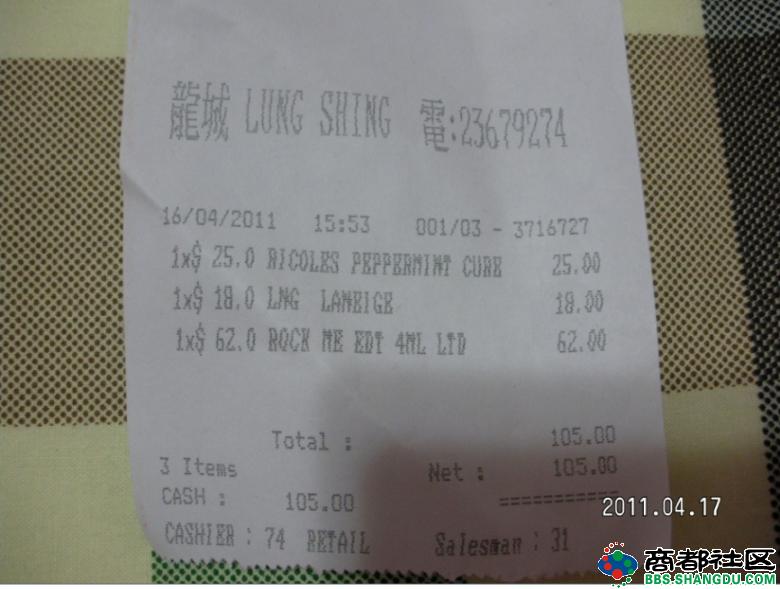 龍城 LUNG SHING 電:23679274
16/04/2011 15:53 001/03 - 3716727
1x$ 25.0 RICOLES PEPPERMINT CURE 25.00
1x$ 18.0 LNG LANEIGE 18.00
1x$ 62.0 ROCK ME EDT 4ML LTD 62.00
Total : 105.00
3 Items Net : 105.00
CASH : 105.00 ===========
2011.04.17
CASHIER : 74 RETAIL Salesman : 31
商都社区
BBS.SHANGDU.COM